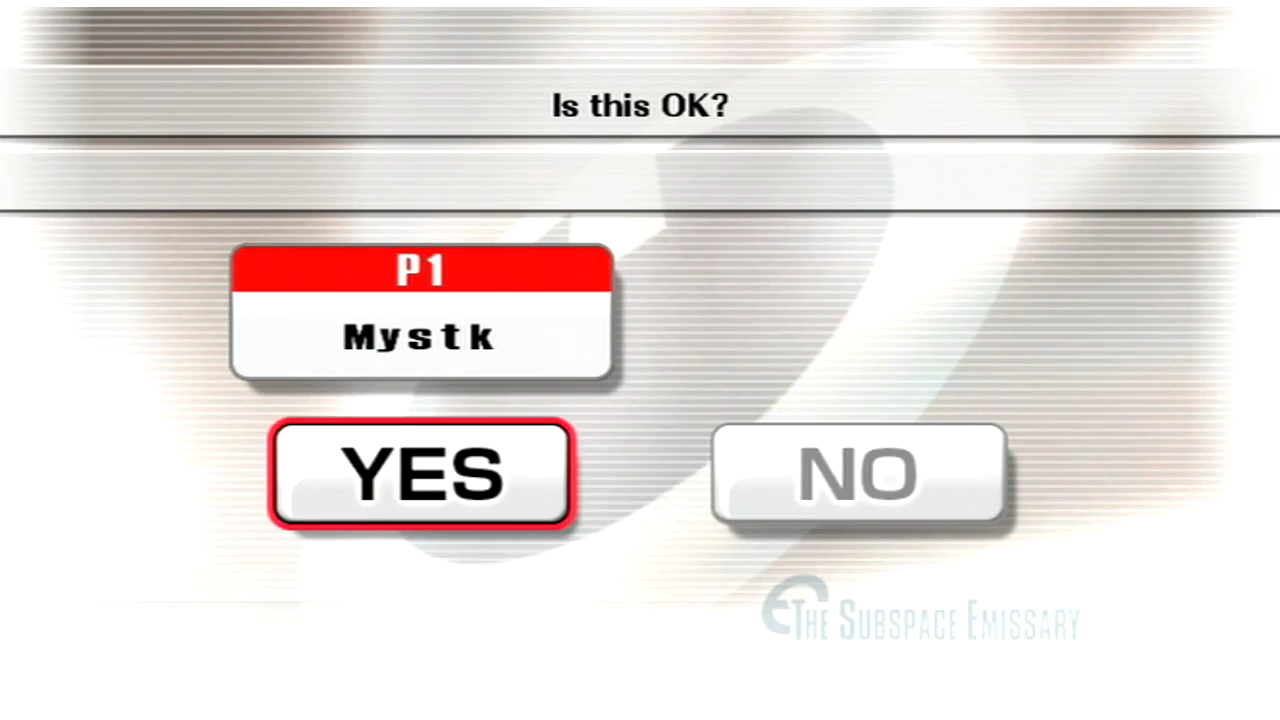 Is this OK?
P1
Mystk
YES
NO
THE SUBSPACE EMISSARY